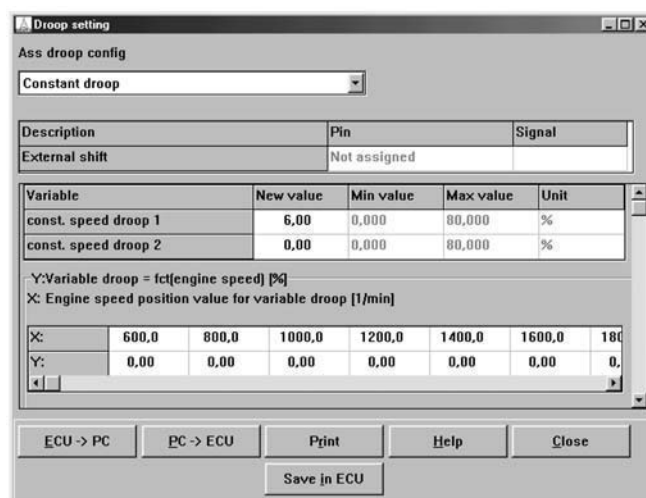 Droop setting
Ass droop config
Constant droop
Description Pin Signal
External shift Not assigned
Variable New value Min value Max value Unit
const. speed droop 1 6,00 0,000 80,000 %
const. speed droop 2 0,00 0,000 80,000 %
Y:Variable droop = fct[engine speed) [%]
X: Engine speed position value for variable droop [1/min]
X: 600,0 800,0 1000,0 1200,0 1400,0 1600,0 180
Y: 0,00 0,00 0,00 0,00 0,00 0,00 0,
ECU -> PC PC -> ECU Print Help Close
Save in ECU